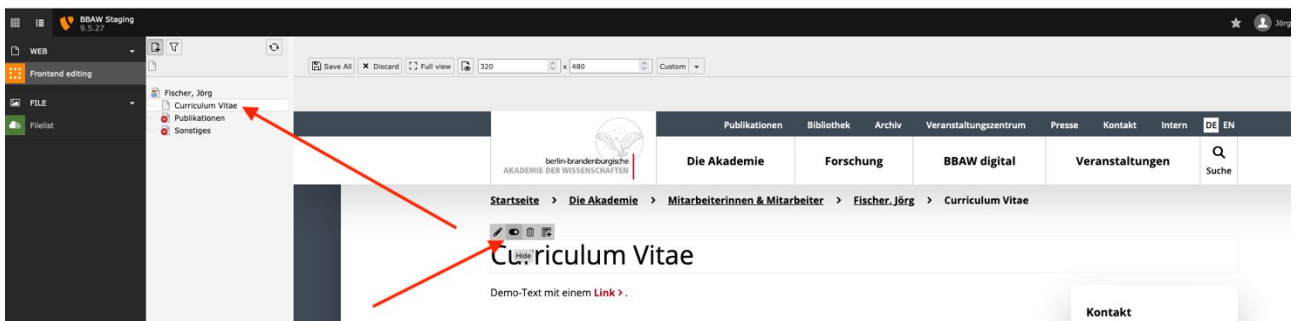 BBAW Staging
9.5.27
Jörg
WEB
Frontend editing
FILE
Filelist
Fischer, Jörg
Curriculum Vitae
Publikationen
Sonstiges
Save All Discard Full view 320 x 480 Custom
Publikationen Bibliothek Archiv Veranstaltungszentrum Presse Kontakt Intern DE EN
berlin-brandenburgische
AKADEMIE DER WISSENSCHAFTEN
Die Akademie Forschung BBAW digital Veranstaltungen Suche
Startseite > Die Akademie > Mitarbeiterinnen & Mitarbeiter > Fischer, Jörg > Curriculum Vitae
Hide
Curriculum Vitae
Demo-Text mit einem Link > .
Kontakt